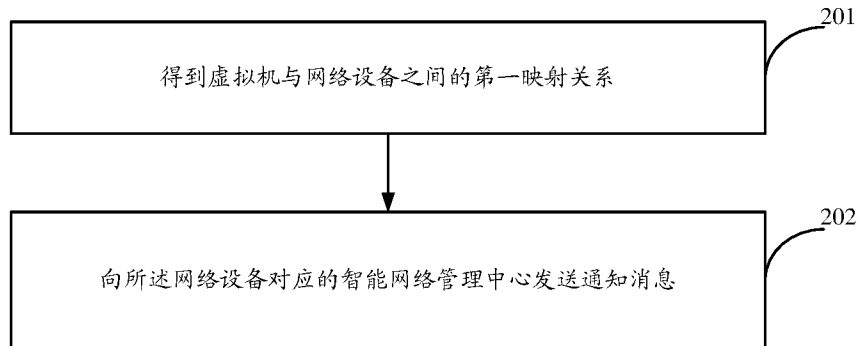 201
得到虚拟机与网络设备之间的第一映射关系
202
向所述网络设备对应的智能网络管理中心发送通知消息